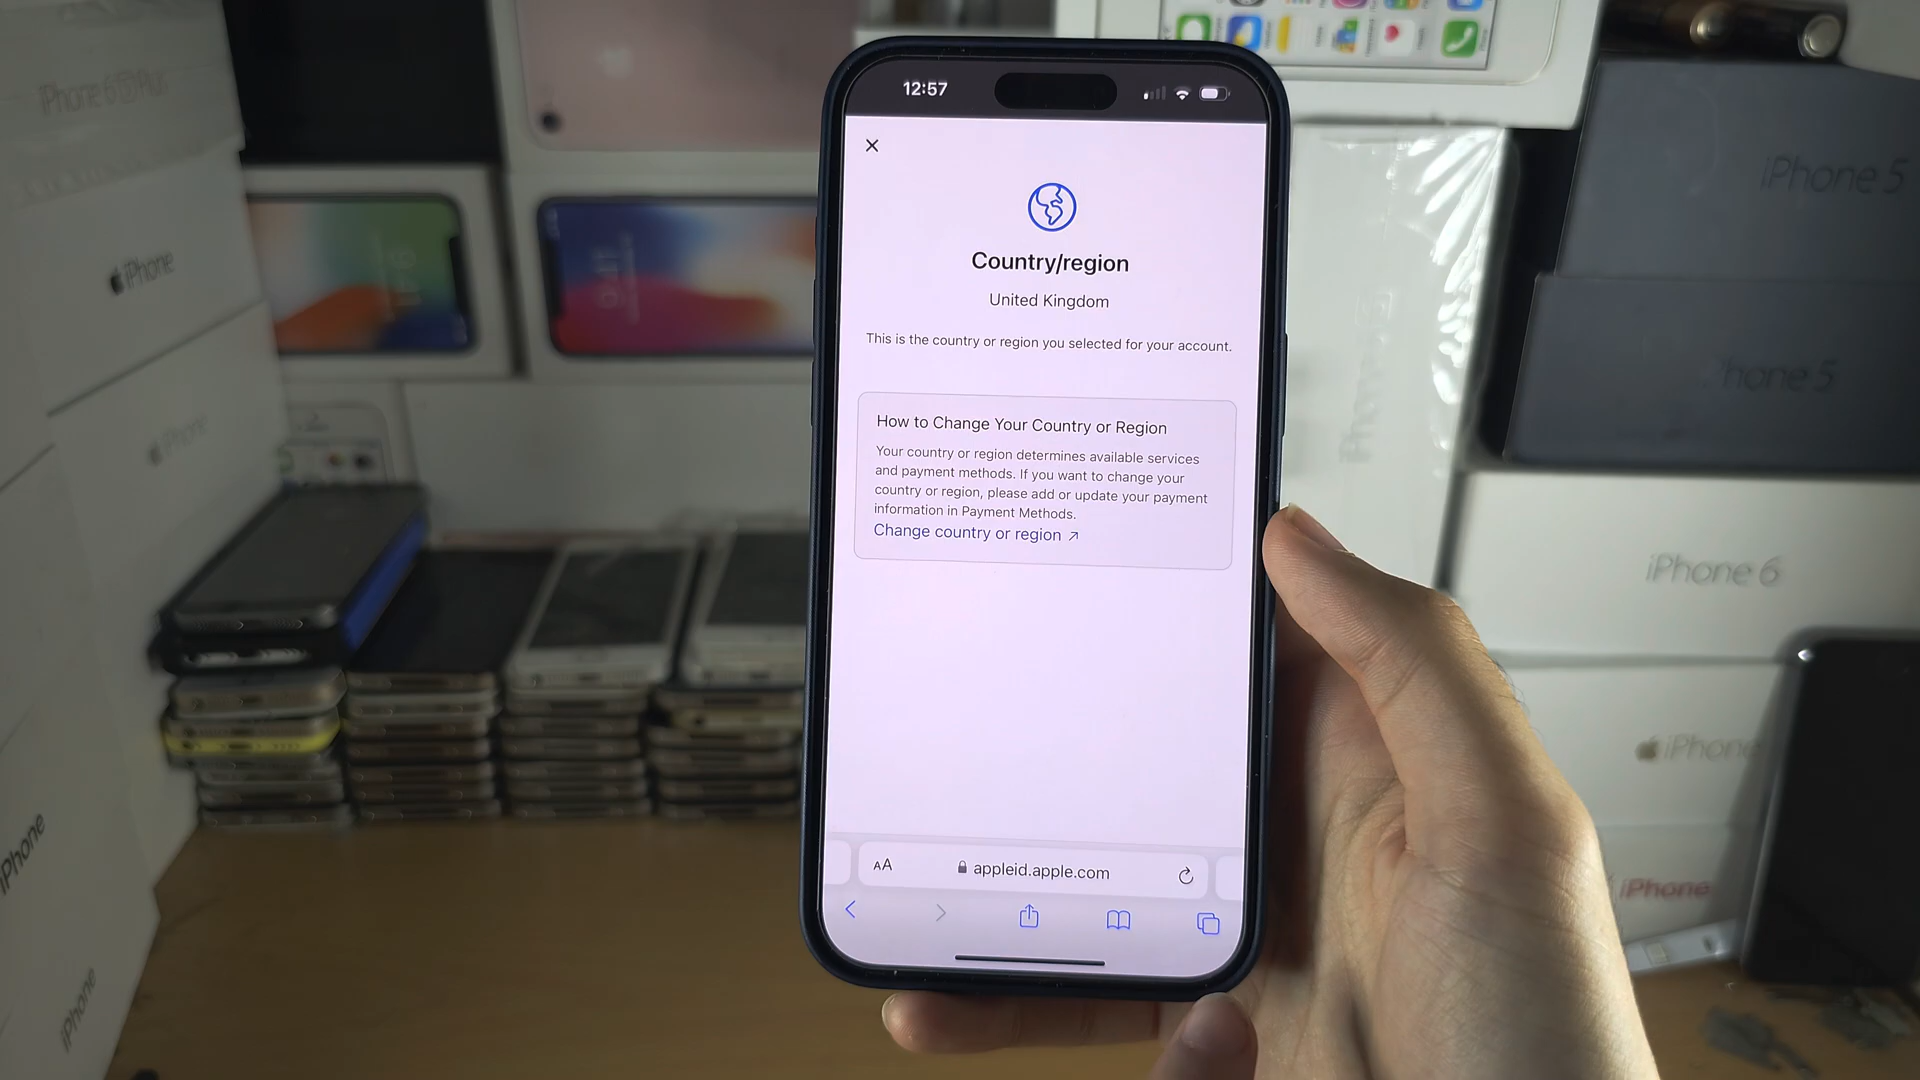 12:57
Country/region
United Kingdom
This is the country or region you selected for your account.
How to Change Your Country or Region
Your country or region determines available services
and payment methods. If you want to change your
country or region, please add or update your payment
information in Payment Methods.
Change country or region ↗
AA
appleid.apple.com
iPhone
iPhone
iPhone
iPhone
iPhone 5
iPhone 6
iPhone
iPhone